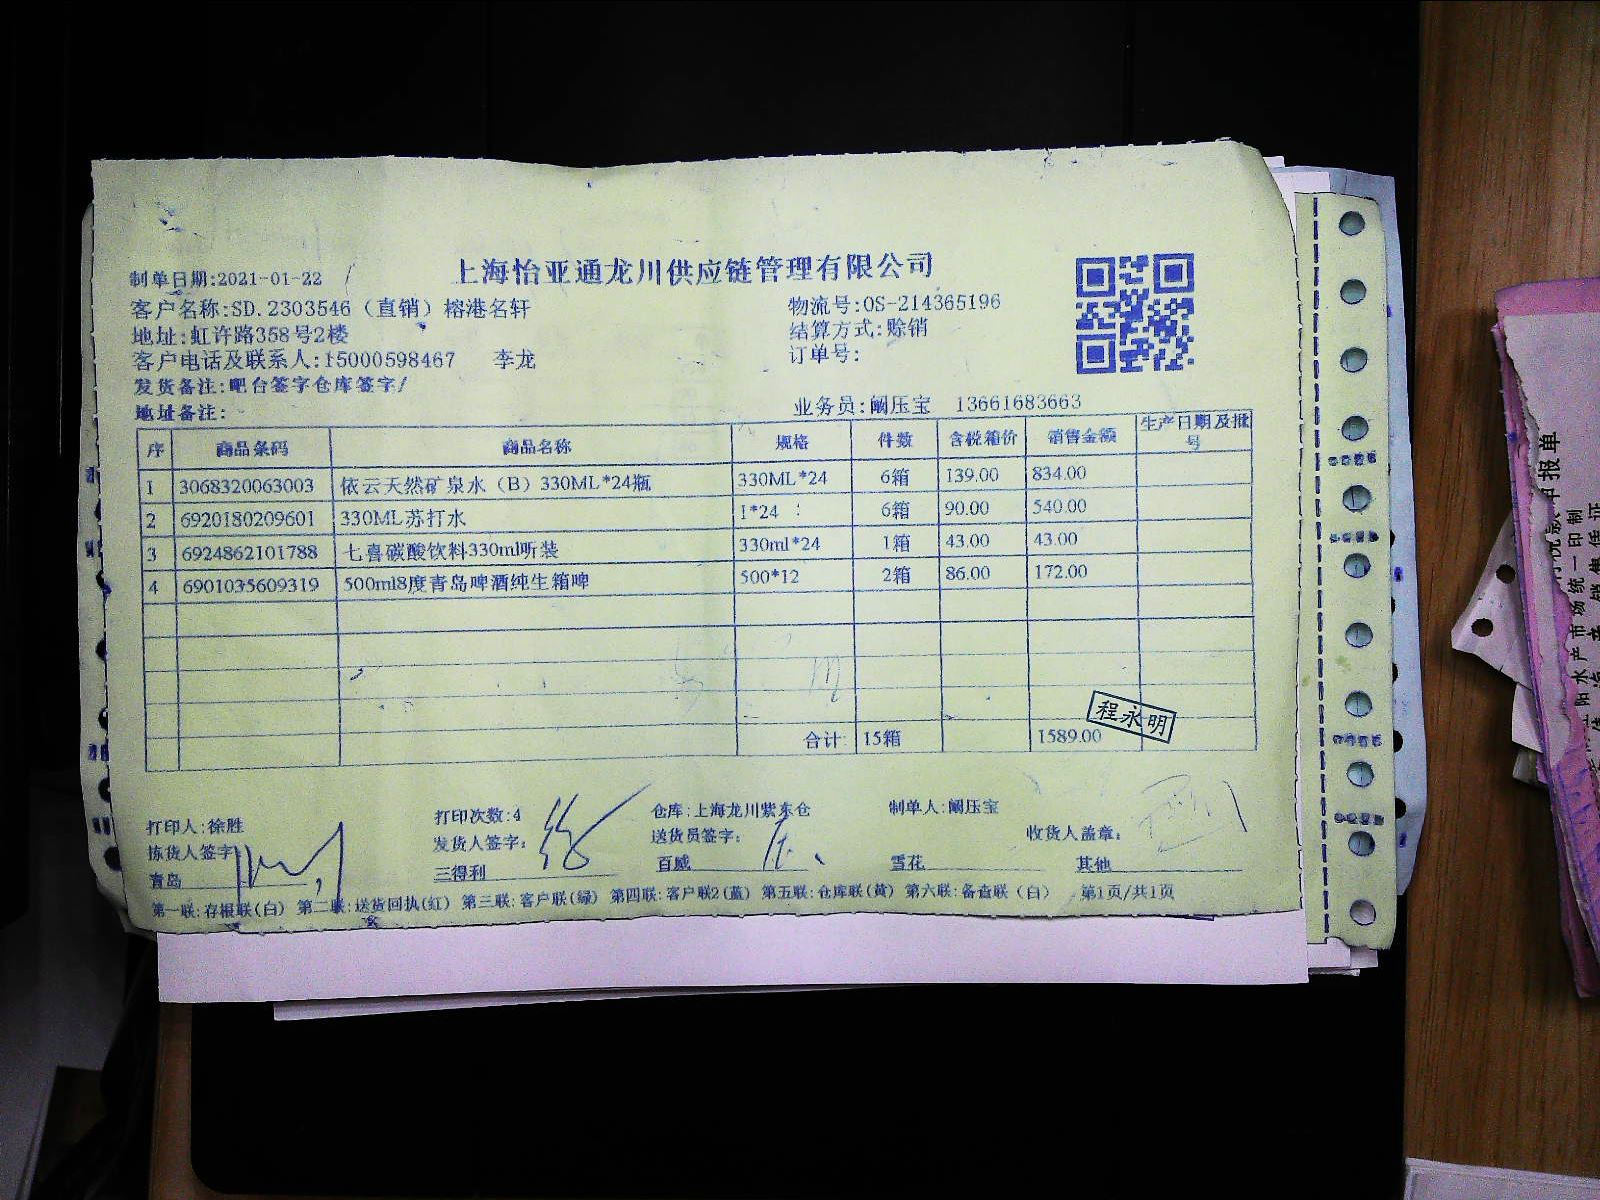 上海怡亚通龙川供应链管理有限公司
制单日期:2021-01-22
客户名称:SD.2303546（直销）榕港名轩 物流号:OS-214365196
地址:虹许路358号2楼 结算方式:赊销
客户电话及联系人:15000598467 李龙 订单号:
发货备注:吧台签字仓库签字/
地址备注: 业务员:阚压宝 13661683663
序 商品条码 商品名称 规格 件数 含税箱价 销售金额 生产日期及批号
1 3068320063003 依云天然矿泉水（B）330ML*24瓶 330ML*24 6箱 139.00 834.00
2 6920180209601 330ML苏打水 1*24 6箱 90.00 540.00
3 6924862101788 七喜碳酸饮料330ml听装 330ml*24 1箱 43.00 43.00
4 6901035609319 500ml8度青岛啤酒纯生箱啤 500*12 2箱 86.00 172.00
程永明
合计 15箱 1589.00
打印人:徐胜 打印次数:4 仓库:上海龙川紫东仓 制单人:阚压宝
拣货人签字: 发货人签字: 送货员签字: 收货人盖章:
青岛 三得利 百威 雪花 其他
第一联:存根联(白) 第二联:送货回执(红) 第三联:客户联(绿) 第四联:客户联2(蓝) 第五联:仓库联(黄) 第六联:备查联（白） 第1页/共1页
报单
市场统一印制